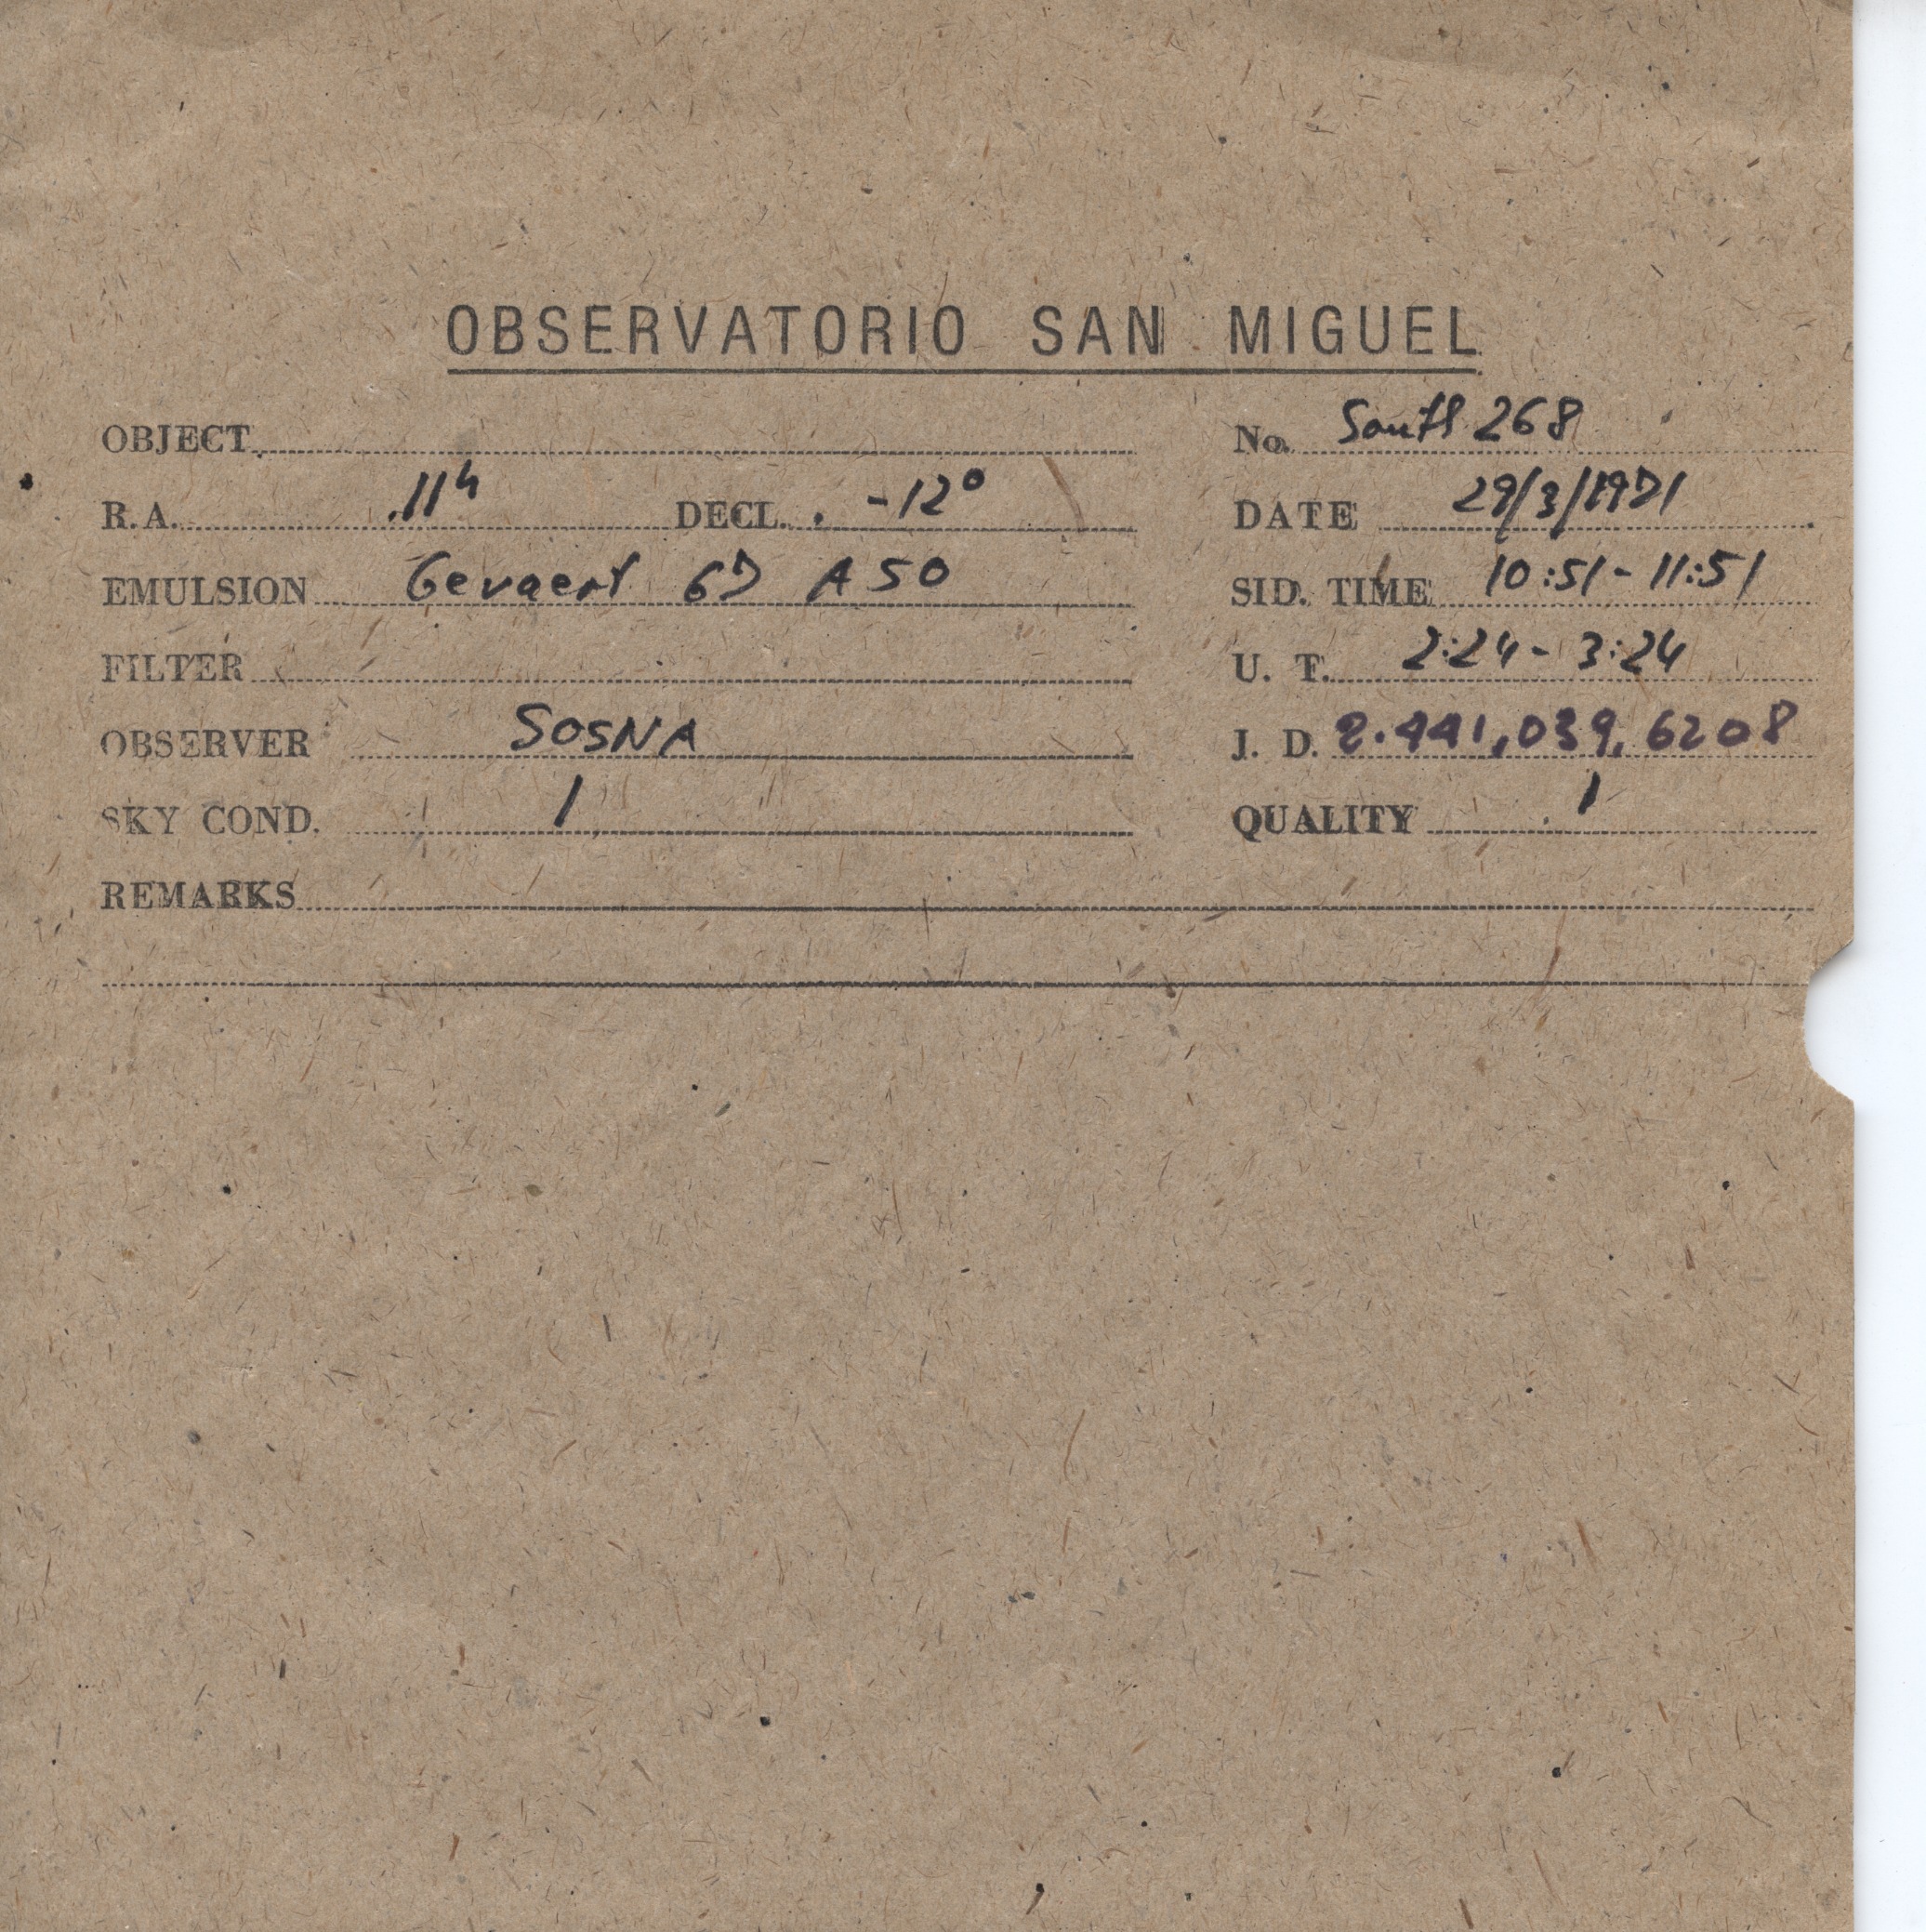 OBSERVATORIO SAN MIGUEL
OBJECT
No. South 268
R.A. 11h DECL. -12°
DATE 29/3/1971
EMULSION Gevaert 67 A 50
SID. TIME 10:51 - 11:51
FILTER
U. T. 2:24 - 3:24
OBSERVER SOSNA
J. D. 2.441,039,6208
SKY COND. 1
QUALITY 1
REMARKS